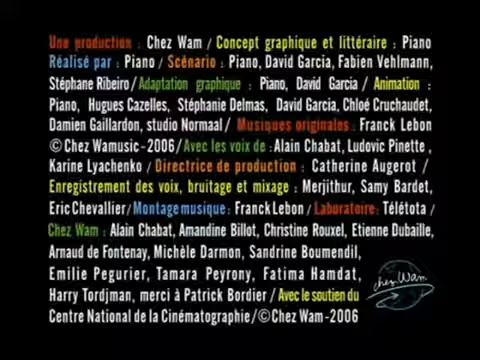 Une production : Chez Wam / Concept graphique et littéraire : Piano
Réalisé par : Piano / Scénario : Piano, David Garcia, Fabien Vehlmann,
Stéphane Ribeiro / Adaptation graphique : Piano, David Garcia / Animation :
Piano, Hugues Cazelles, Stéphanie Delmas, David Garcia, Chloé Cruchaudet,
Damien Gaillardon, studio Normaal / Musiques originales : Franck Lebon
© Chez Wamusic - 2006 / Avec les voix de : Alain Chabat, Ludovic Pinette ,
Karine Lyachenko / Directrice de production : Catherine Augerot /
Enregistrement des voix, bruitage et mixage : Merjithur, Samy Bardet,
Eric Chevallier / Montage musique : Franck Lebon / Laboratoire : Télétota /
Chez Wam : Alain Chabat, Amandine Billot, Christine Rouxel, Etienne Dubaille,
Arnaud de Fontenay, Michèle Darmon, Sandrine Boumendil,
Emilie Pegurier, Tamara Peyrony, Fatima Hamdat,
Harry Tordjman, merci à Patrick Bordier / Avec le soutien du
Centre National de la Cinématographie / © Chez Wam - 2006
chez Wam